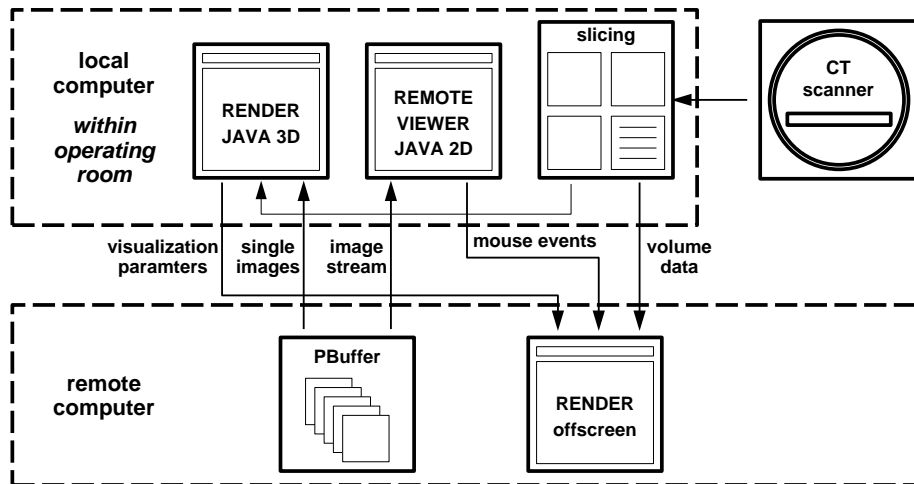 local
computer
within
operating
room
RENDER
JAVA 3D
REMOTE
VIEWER
JAVA 2D
slicing
CT
scanner
visualization
paramters
single
images
image
stream
mouse events
volume
data
remote
computer
PBuffer
RENDER
offscreen